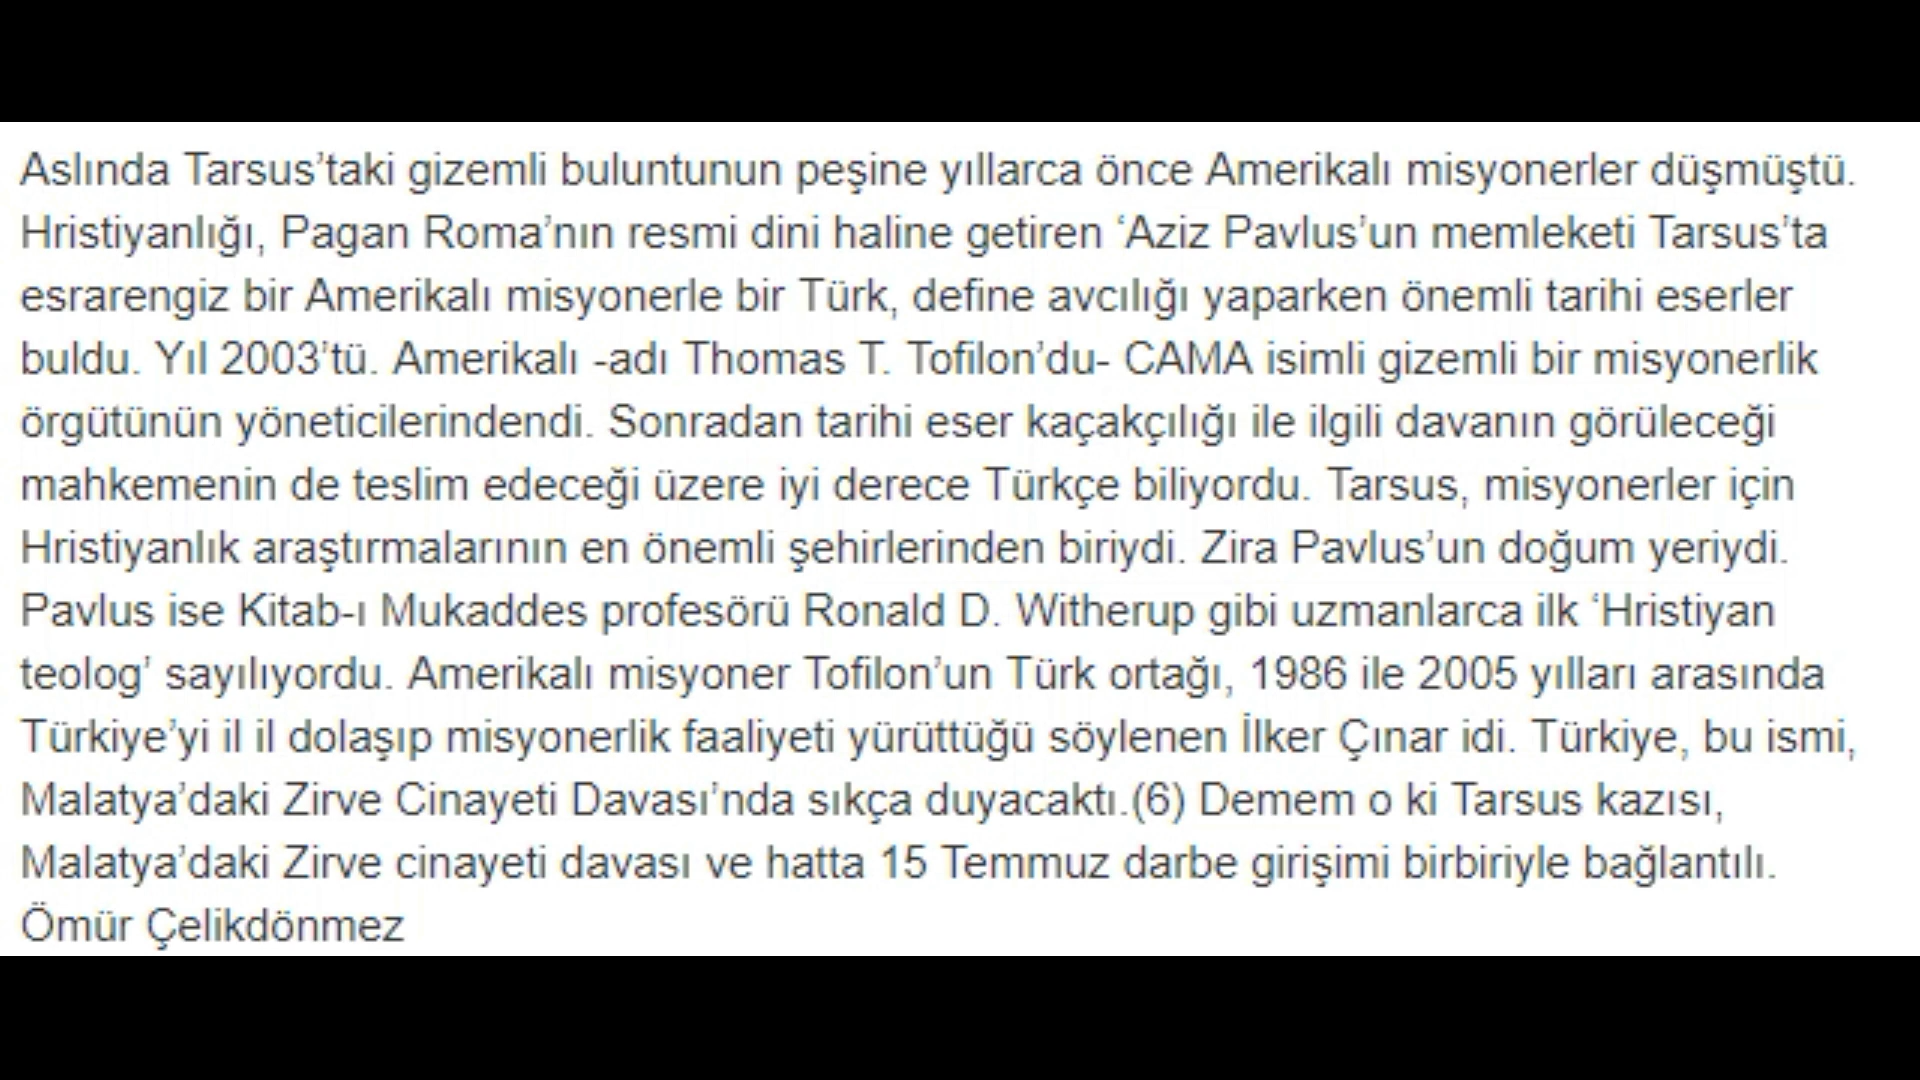 Aslında Tarsus’taki gizemli buluntunun peşine yıllarca önce Amerikalı misyonerler düşmüştü.
Hristiyanlığı, Pagan Roma’nın resmi dini haline getiren ‘Aziz Pavlus’un memleketi Tarsus’ta
esrarengiz bir Amerikalı misyonerle bir Türk, define avcılığı yaparken önemli tarihi eserler
buldu. Yıl 2003’tü. Amerikalı -adı Thomas T. Tofilon’du- CAMA isimli gizemli bir misyonerlik
örgütünün yöneticilerindendi. Sonradan tarihi eser kaçakçılığı ile ilgili davanın görüleceği
mahkemenin de teslim edeceği üzere iyi derece Türkçe biliyordu. Tarsus, misyonerler için
Hristiyanlık araştırmalarının en önemli şehirlerinden biriydi. Zira Pavlus’un doğum yeriydi.
Pavlus ise Kitab-ı Mukaddes profesörü Ronald D. Witherup gibi uzmanlarca ilk ‘Hristiyan
teolog’ sayılıyordu. Amerikalı misyoner Tofilon’un Türk ortağı, 1986 ile 2005 yılları arasında
Türkiye’yi il il dolaşıp misyonerlik faaliyeti yürüttüğü söylenen İlker Çınar idi. Türkiye, bu ismi,
Malatya’daki Zirve Cinayeti Davası’nda sıkça duyacaktı.(6) Demem o ki Tarsus kazısı,
Malatya’daki Zirve cinayeti davası ve hatta 15 Temmuz darbe girişimi birbiriyle bağlantılı.
Ömür Çelikdönmez